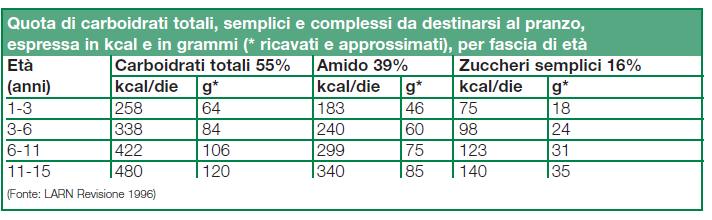 Quota di carboidrati totali, semplici e complessi da destinarsi al pranzo,
espressa in kcal e in grammi (* ricavati e approssimati), per fascia di età
Età Carboidrati totali 55% Amido 39% Zuccheri semplici 16%
(anni) kcal/die g* kcal/die g* kcal/die g*
1-3 258 64 183 46 75 18
3-6 338 84 240 60 98 24
6-11 422 106 299 75 123 31
11-15 480 120 340 85 140 35
(Fonte: LARN Revisione 1996)